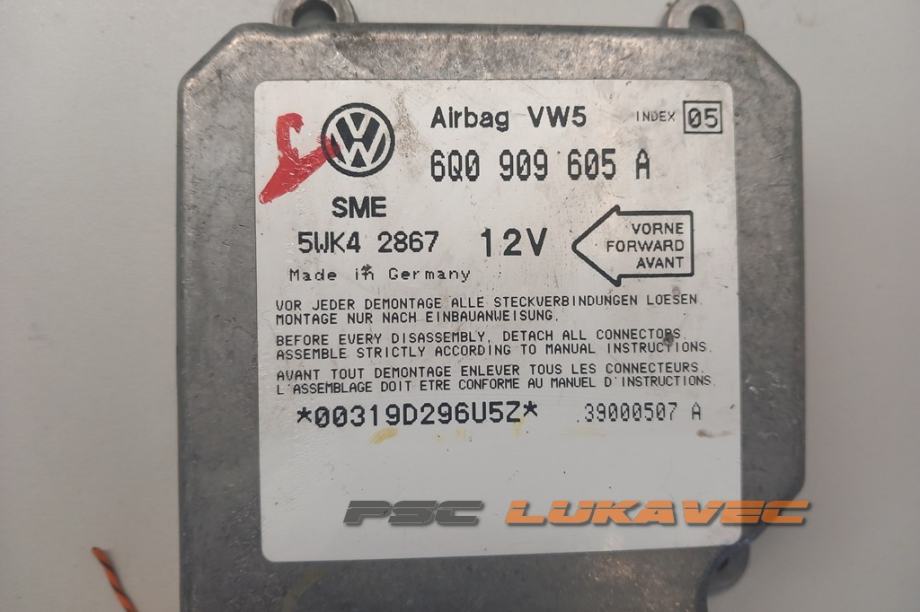 Airbag VW5 INDEX 05
6Q0 909 605 A
SME
5WK4 2867 12V
VORNE
FORWARD
AVANT
Made in Germany
VOR JEDER DEMONTAGE ALLE STECKVERBINDUNGEN LOESEN.
MONTAGE NUR NACH EINBAUANWEISUNG.
BEFORE EVERY DISASSEMBLY, DETACH ALL CONNECTORS.
ASSEMBLE STRICTLY ACCORDING TO MANUAL INSTRUCTIONS.
AVANT TOUT DEMONTAGE ENLEVER TOUS LES CONNECTEURS.
L'ASSEMBLAGE DOIT ETRE CONFORME AU MANUEL D'INSTRUCTIONS.
*00319D296U5Z* .39000507 A
PSC LUKAVEC